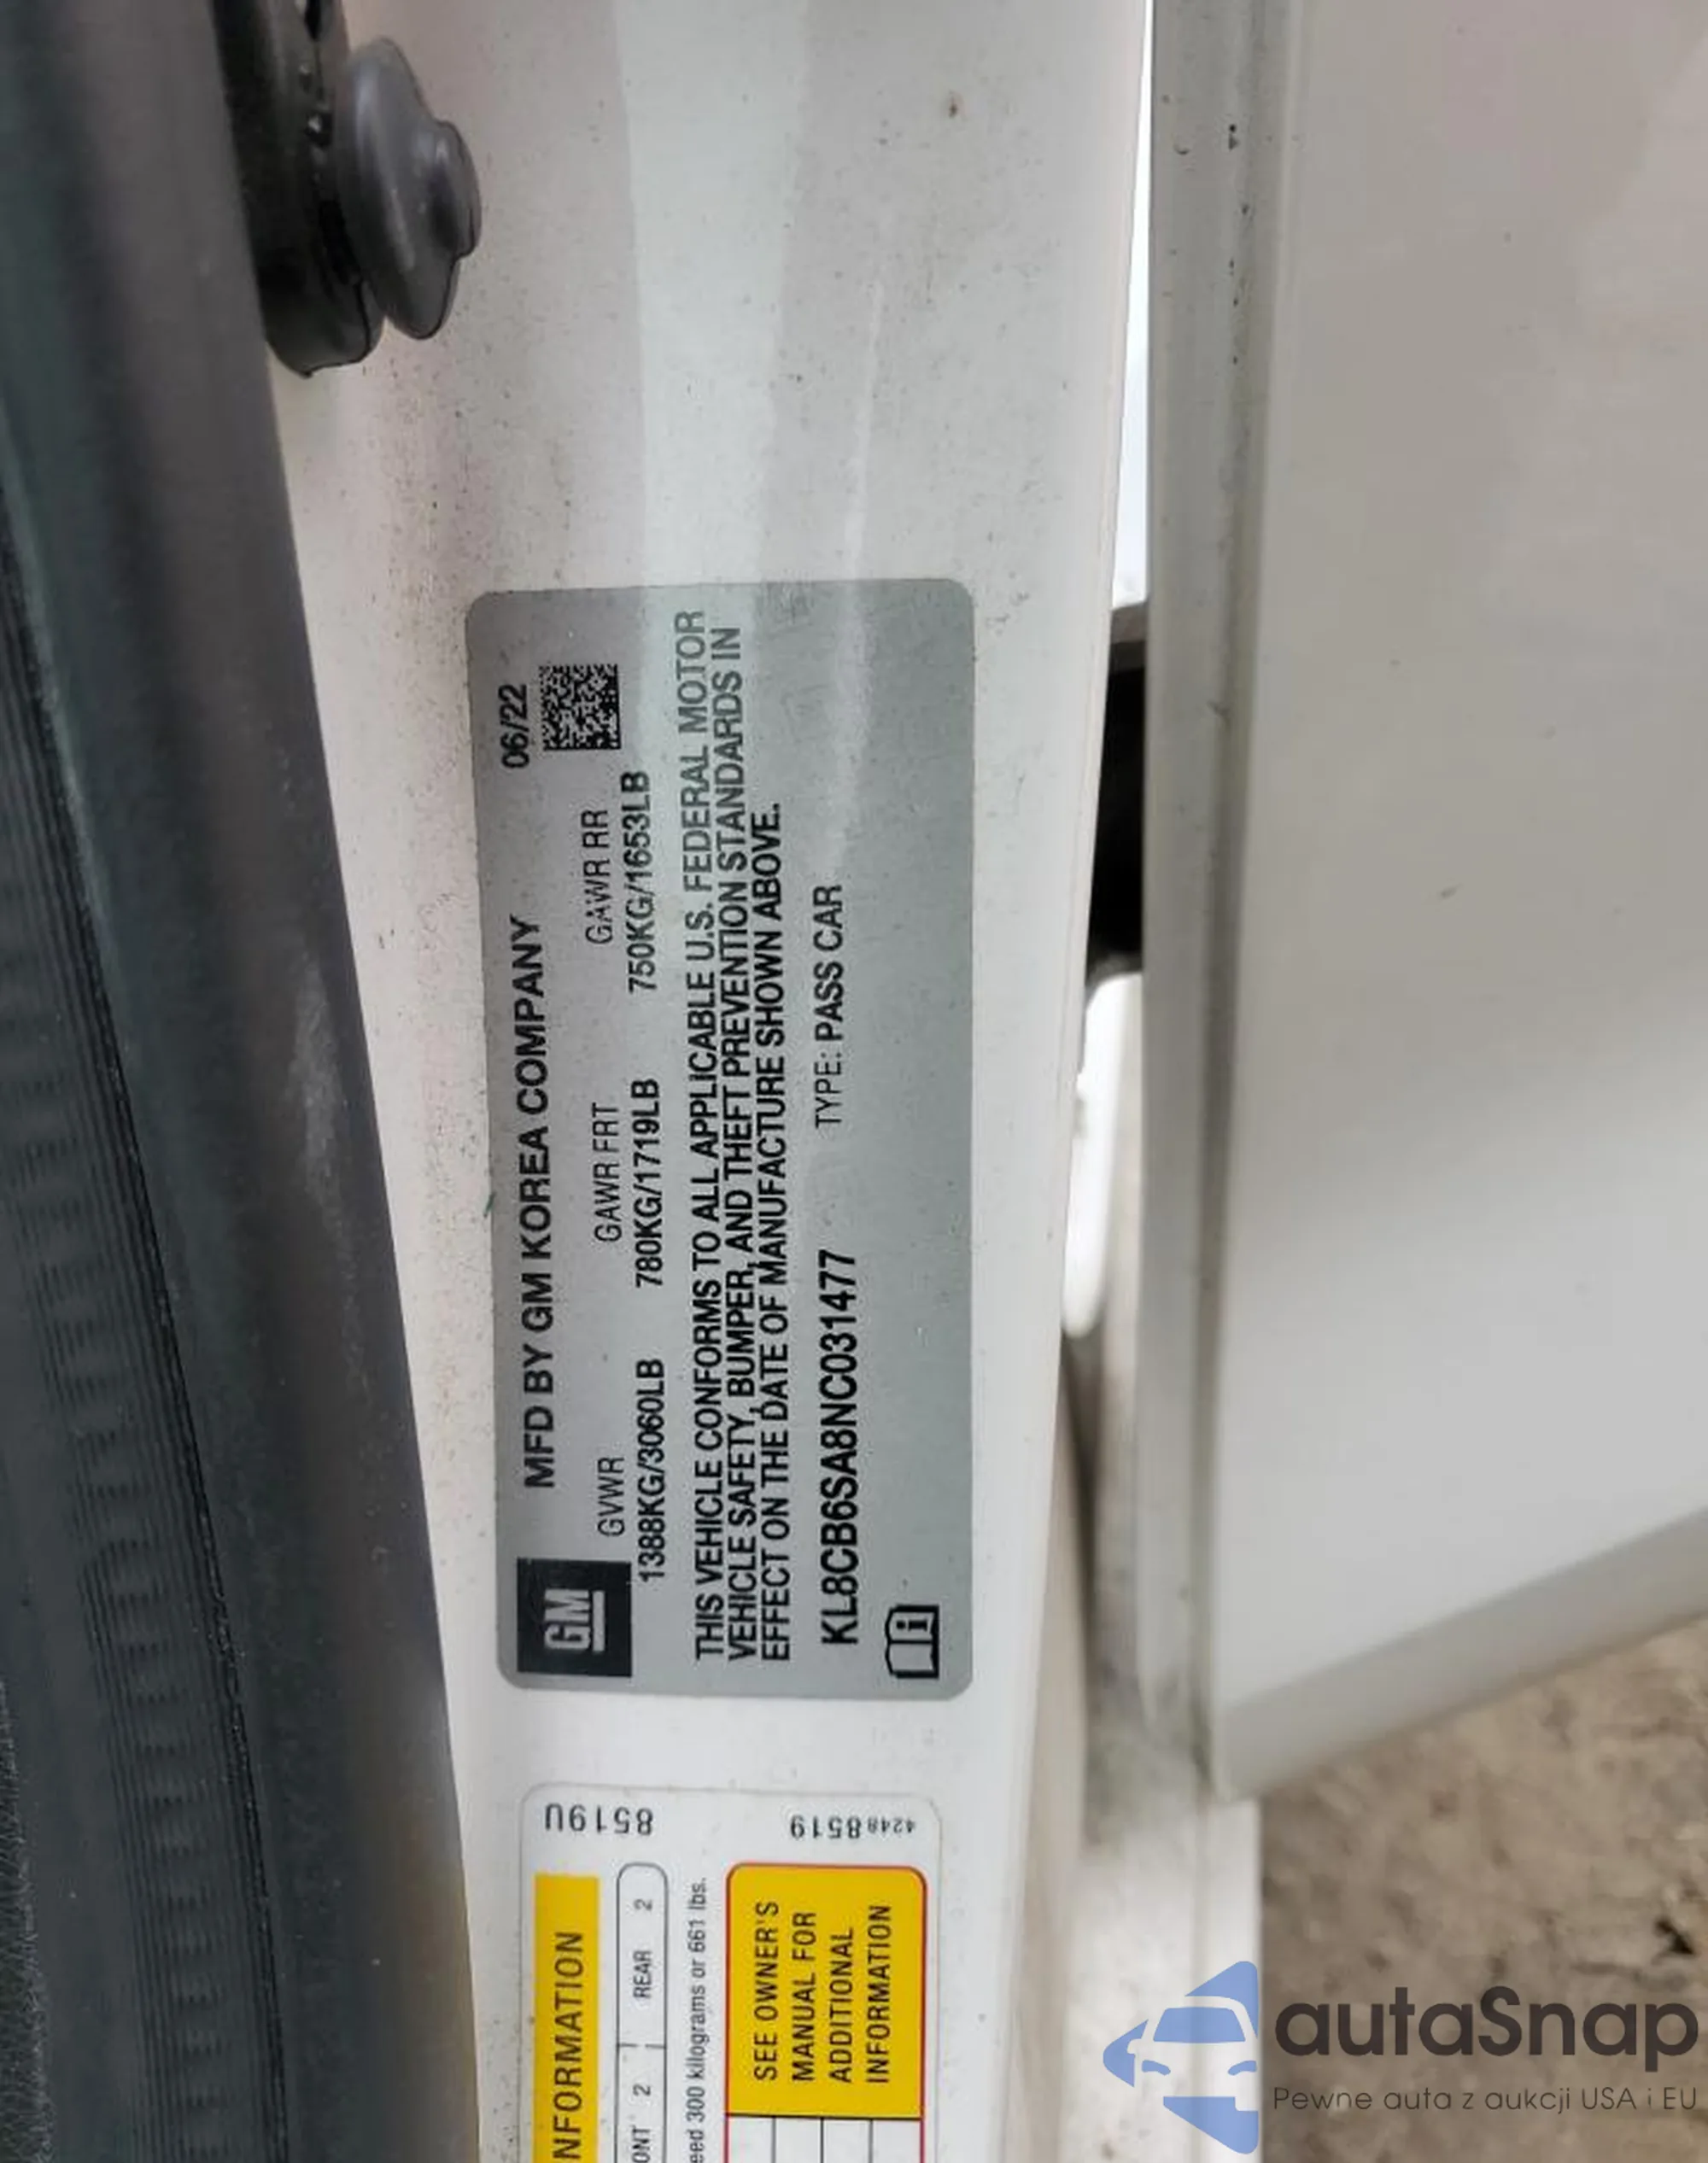 MFD BY GM KOREA COMPANY 06/22
GM
GVWR GAWR FRT GAWR RR
1388KG/3060LB 780KG/1719LB 750KG/1653LB
THIS VEHICLE CONFORMS TO ALL APPLICABLE U.S. FEDERAL MOTOR
VEHICLE SAFETY, BUMPER, AND THEFT PREVENTION STANDARDS IN
EFFECT ON THE DATE OF MANUFACTURE SHOWN ABOVE.
KL8CB6SA8NC031477 TYPE: PASS CAR
8519U
42488519
NFORMATION
ONT 2 REAR 2
eed 300 kilograms or 661 lbs.
SEE OWNER'S
MANUAL FOR
ADDITIONAL
INFORMATION
autaSnap
Pewne auta z aukcji USA i EU